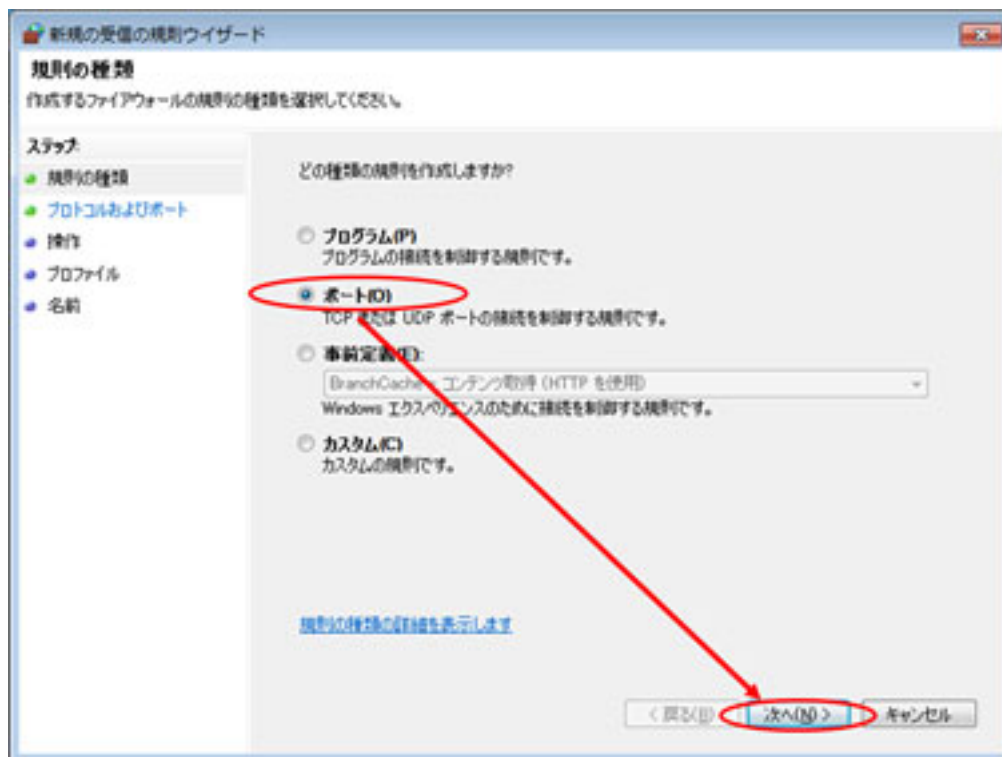 新規の受信の規則ウィザード
規則の種類
作成するファイアウォールの規則の種類を選択してください。
ステップ:
規則の種類
プロトコルおよびポート
操作
プロファイル
名前
どの種類の規則を作成しますか?
プログラム(P)
プログラムの接続を制御する規則です。
ポート(O)
TCP または UDP ポートの接続を制御する規則です。
事前定義(E):
BranchCache - コンテンツ取得 (HTTP を使用)
Windows エクスペリエンスのために接続を制御する規則です。
カスタム(C)
カスタムの規則です。
規則の種類の詳細を表示します
< 戻る(B) 次へ(N) > キャンセル